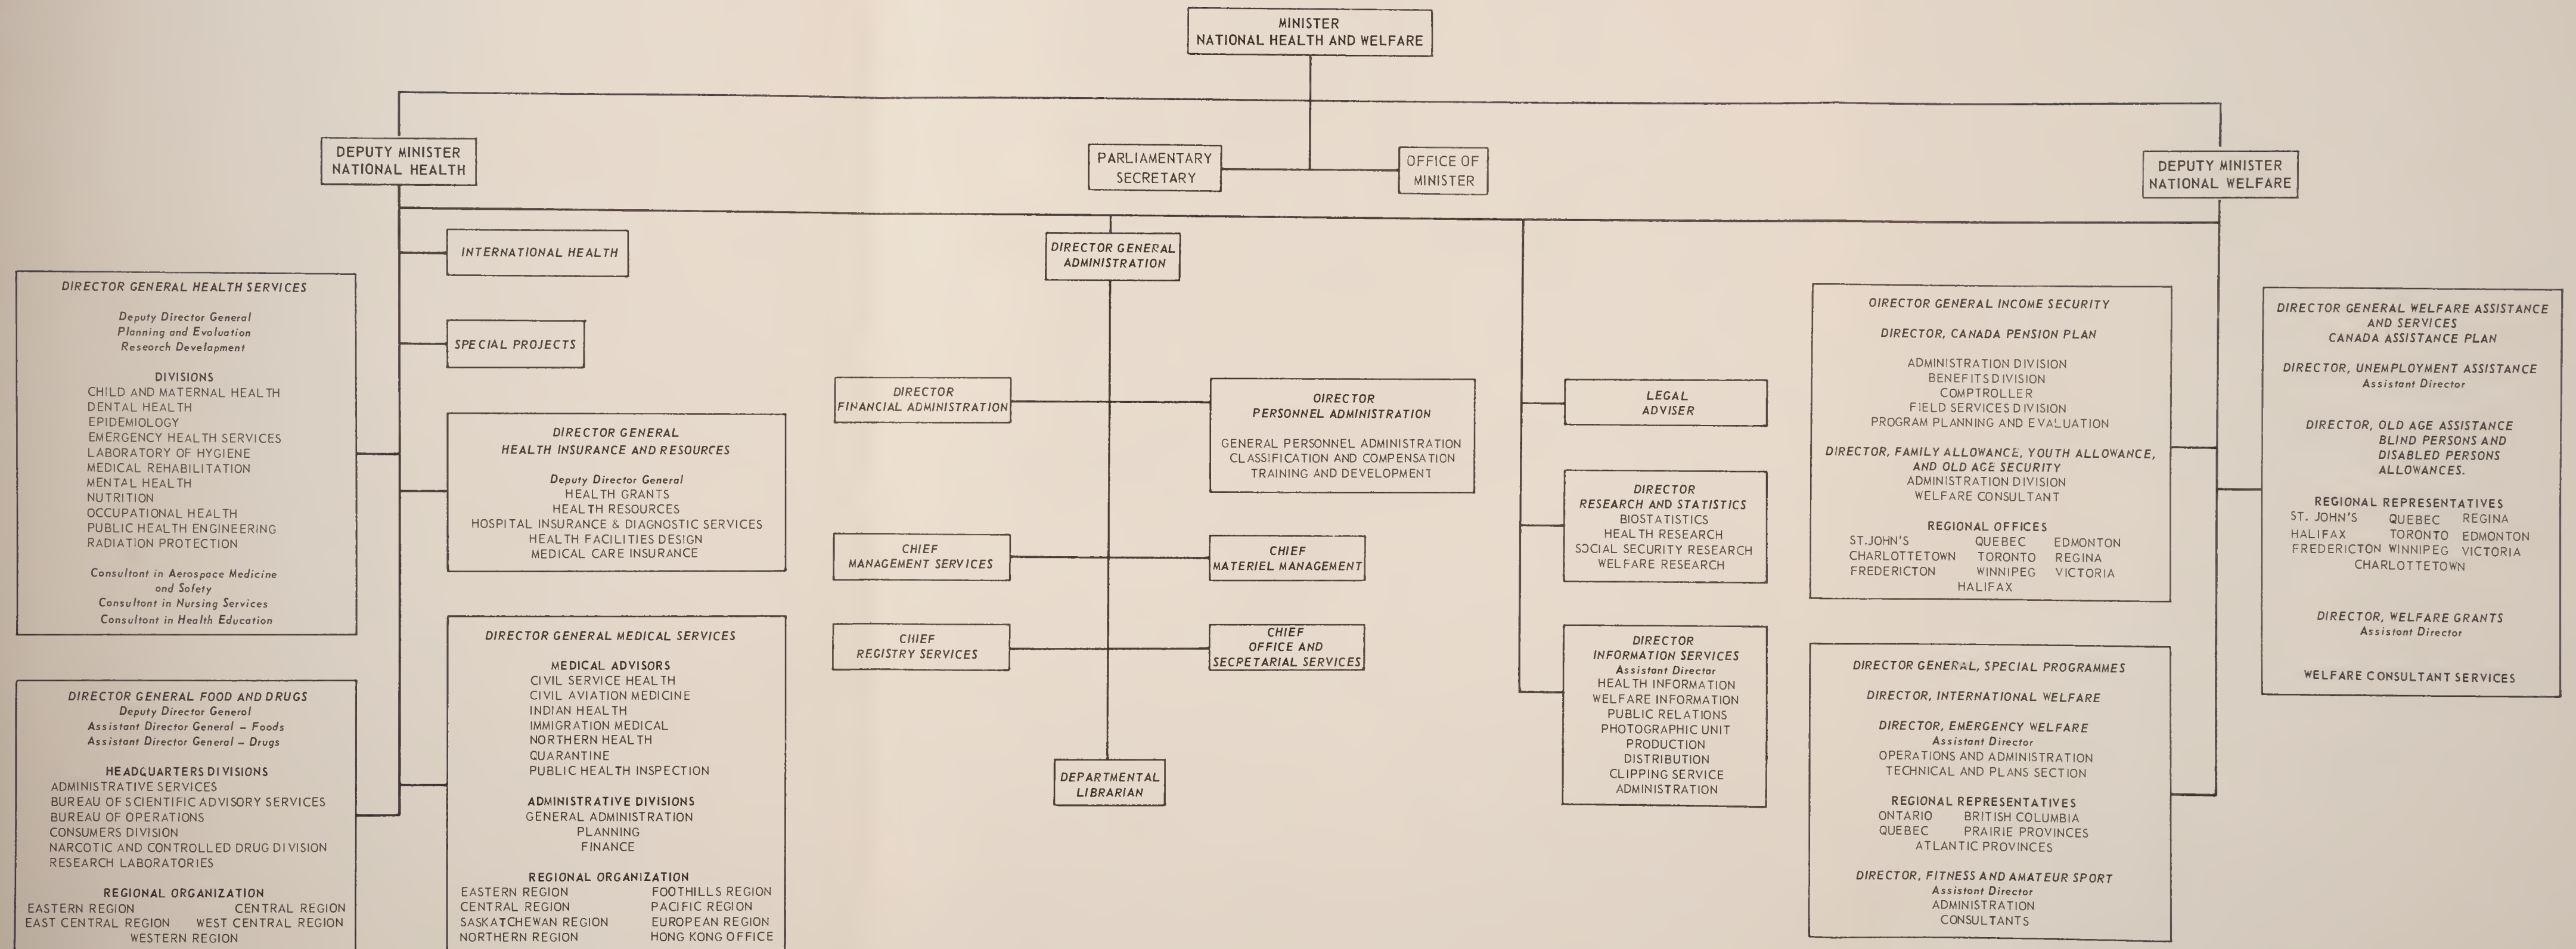 MINISTER
NATIONAL HEALTH AND WELFARE
DEPUTY MINISTER
NATIONAL HEALTH
PARLIAMENTARY
SECRETARY
OFFICE OF
MINISTER
DEPUTY MINISTER
NATIONAL WELFARE
INTERNATIONAL HEALTH
SPECIAL PROJECTS
DIRECTOR GENERAL HEALTH SERVICES
Deputy Director General
Planning and Evaluation
Research Development
DIVISIONS
CHILD AND MATERNAL HEALTH
DENTAL HEALTH
EPIDEMIOLOGY
EMERGENCY HEALTH SERVICES
LABORATORY OF HYGIENE
MEDICAL REHABILITATION
MENTAL HEALTH
NUTRITION
OCCUPATIONAL HEALTH
PUBLIC HEALTH ENGINEERING
RADIATION PROTECTION
Consultant in Aerospace Medicine
and Safety
Consultant in Nursing Services
Consultant in Health Education
DIRECTOR GENERAL FOOD AND DRUGS
Deputy Director General
Assistant Director General – Foods
Assistant Director General – Drugs
HEADQUARTERS DIVISIONS
ADMINISTRATIVE SERVICES
BUREAU OF SCIENTIFIC ADVISORY SERVICES
BUREAU OF OPERATIONS
CONSUMERS DIVISION
NARCOTIC AND CONTROLLED DRUG DIVISION
RESEARCH LABORATORIES
REGIONAL ORGANIZATION
EASTERN REGION CENTRAL REGION
EAST CENTRAL REGION WEST CENTRAL REGION
WESTERN REGION
DIRECTOR GENERAL
HEALTH INSURANCE AND RESOURCES
Deputy Director General
HEALTH GRANTS
HEALTH RESOURCES
HOSPITAL INSURANCE & DIAGNOSTIC SERVICES
HEALTH FACILITIES DESIGN
MEDICAL CARE INSURANCE
DIRECTOR GENERAL MEDICAL SERVICES
MEDICAL ADVISORS
CIVIL SERVICE HEALTH
CIVIL AVIATION MEDICINE
INDIAN HEALTH
IMMIGRATION MEDICAL
NORTHERN HEALTH
QUARANTINE
PUBLIC HEALTH INSPECTION
ADMINISTRATIVE DIVISIONS
GENERAL ADMINISTRATION
PLANNING
FINANCE
REGIONAL ORGANIZATION
EASTERN REGION FOOTHILLS REGION
CENTRAL REGION PACIFIC REGION
SASKATCHEWAN REGION EUROPEAN REGION
NORTHERN REGION HONG KONG OFFICE
DIRECTOR GENERAL
ADMINISTRATION
DIRECTOR
FINANCIAL ADMINISTRATION
OIRECTOR
PERSONNEL ADMINISTRATION
GENERAL PERSONNEL ADMINISTRATION
CLASSIFICATION AND COMPENSATION
TRAINING AND DEVELOPMENT
CHIEF
MANAGEMENT SERVICES
CHIEF
MATERIEL MANAGEMENT
CHIEF
REGISTRY SERVICES
CHIEF
OFFICE AND
SECPETARIAL SERVICES
DEPARTMENTAL
LIBRARIAN
LEGAL
ADVISER
DIRECTOR
RESEARCH AND STATISTICS
BIOSTATISTICS
HEALTH RESEARCH
SOCIAL SECURITY RESEARCH
WELFARE RESEARCH
DIRECTOR
INFORMATION SERVICES
Assistant Director
HEALTH INFORMATION
WELFARE INFORMATION
PUBLIC RELATIONS
PHOTOGRAPHIC UNIT
PRODUCTION
DISTRIBUTION
CLIPPING SERVICE
ADMINISTRATION
OIRECTOR GENERAL INCOME SECURITY
DIRECTOR, CANADA PENSION PLAN
ADMINISTRATION DIVISION
BENEFITS DIVISION
COMPTROLLER
FIELD SERVICES DIVISION
PROGRAM PLANNING AND EVALUATION
DIRECTOR, FAMILY ALLOWANCE, YOUTH ALLOWANCE,
AND OLD AGE SECURITY
ADMINISTRATION DIVISION
WELFARE CONSULTANT
REGIONAL OFFICES
ST. JOHN'S QUEBEC EDMONTON
CHARLOTTETOWN TORONTO REGINA
FREDERICTON WINNIPEG VICTORIA
HALIFAX
DIRECTOR GENERAL, SPECIAL PROGRAMMES
DIRECTOR, INTERNATIONAL WELFARE
DIRECTOR, EMERGENCY WELFARE
Assistant Director
OPERATIONS AND ADMINISTRATION
TECHNICAL AND PLANS SECTION
REGIONAL REPRESENTATIVES
ONTARIO BRITISH COLUMBIA
QUEBEC PRAIRIE PROVINCES
ATLANTIC PROVINCES
DIRECTOR, FITNESS AND AMATEUR SPORT
Assistant Director
ADMINISTRATION
CONSULTANTS
DIRECTOR GENERAL WELFARE ASSISTANCE
AND SERVICES
CANADA ASSISTANCE PLAN
DIRECTOR, UNEMPLOYMENT ASSISTANCE
Assistant Director
DIRECTOR, OLD AGE ASSISTANCE
BLIND PERSONS AND
DISABLED PERSONS
ALLOWANCES.
REGIONAL REPRESENTATIVES
ST. JOHN'S QUEBEC REGINA
HALIFAX TORONTO EDMONTON
FREDERICTON WINNIPEG VICTORIA
CHARLOTTETOWN
DIRECTOR, WELFARE GRANTS
Assistant Director
WELFARE CONSULTANT SERVICES